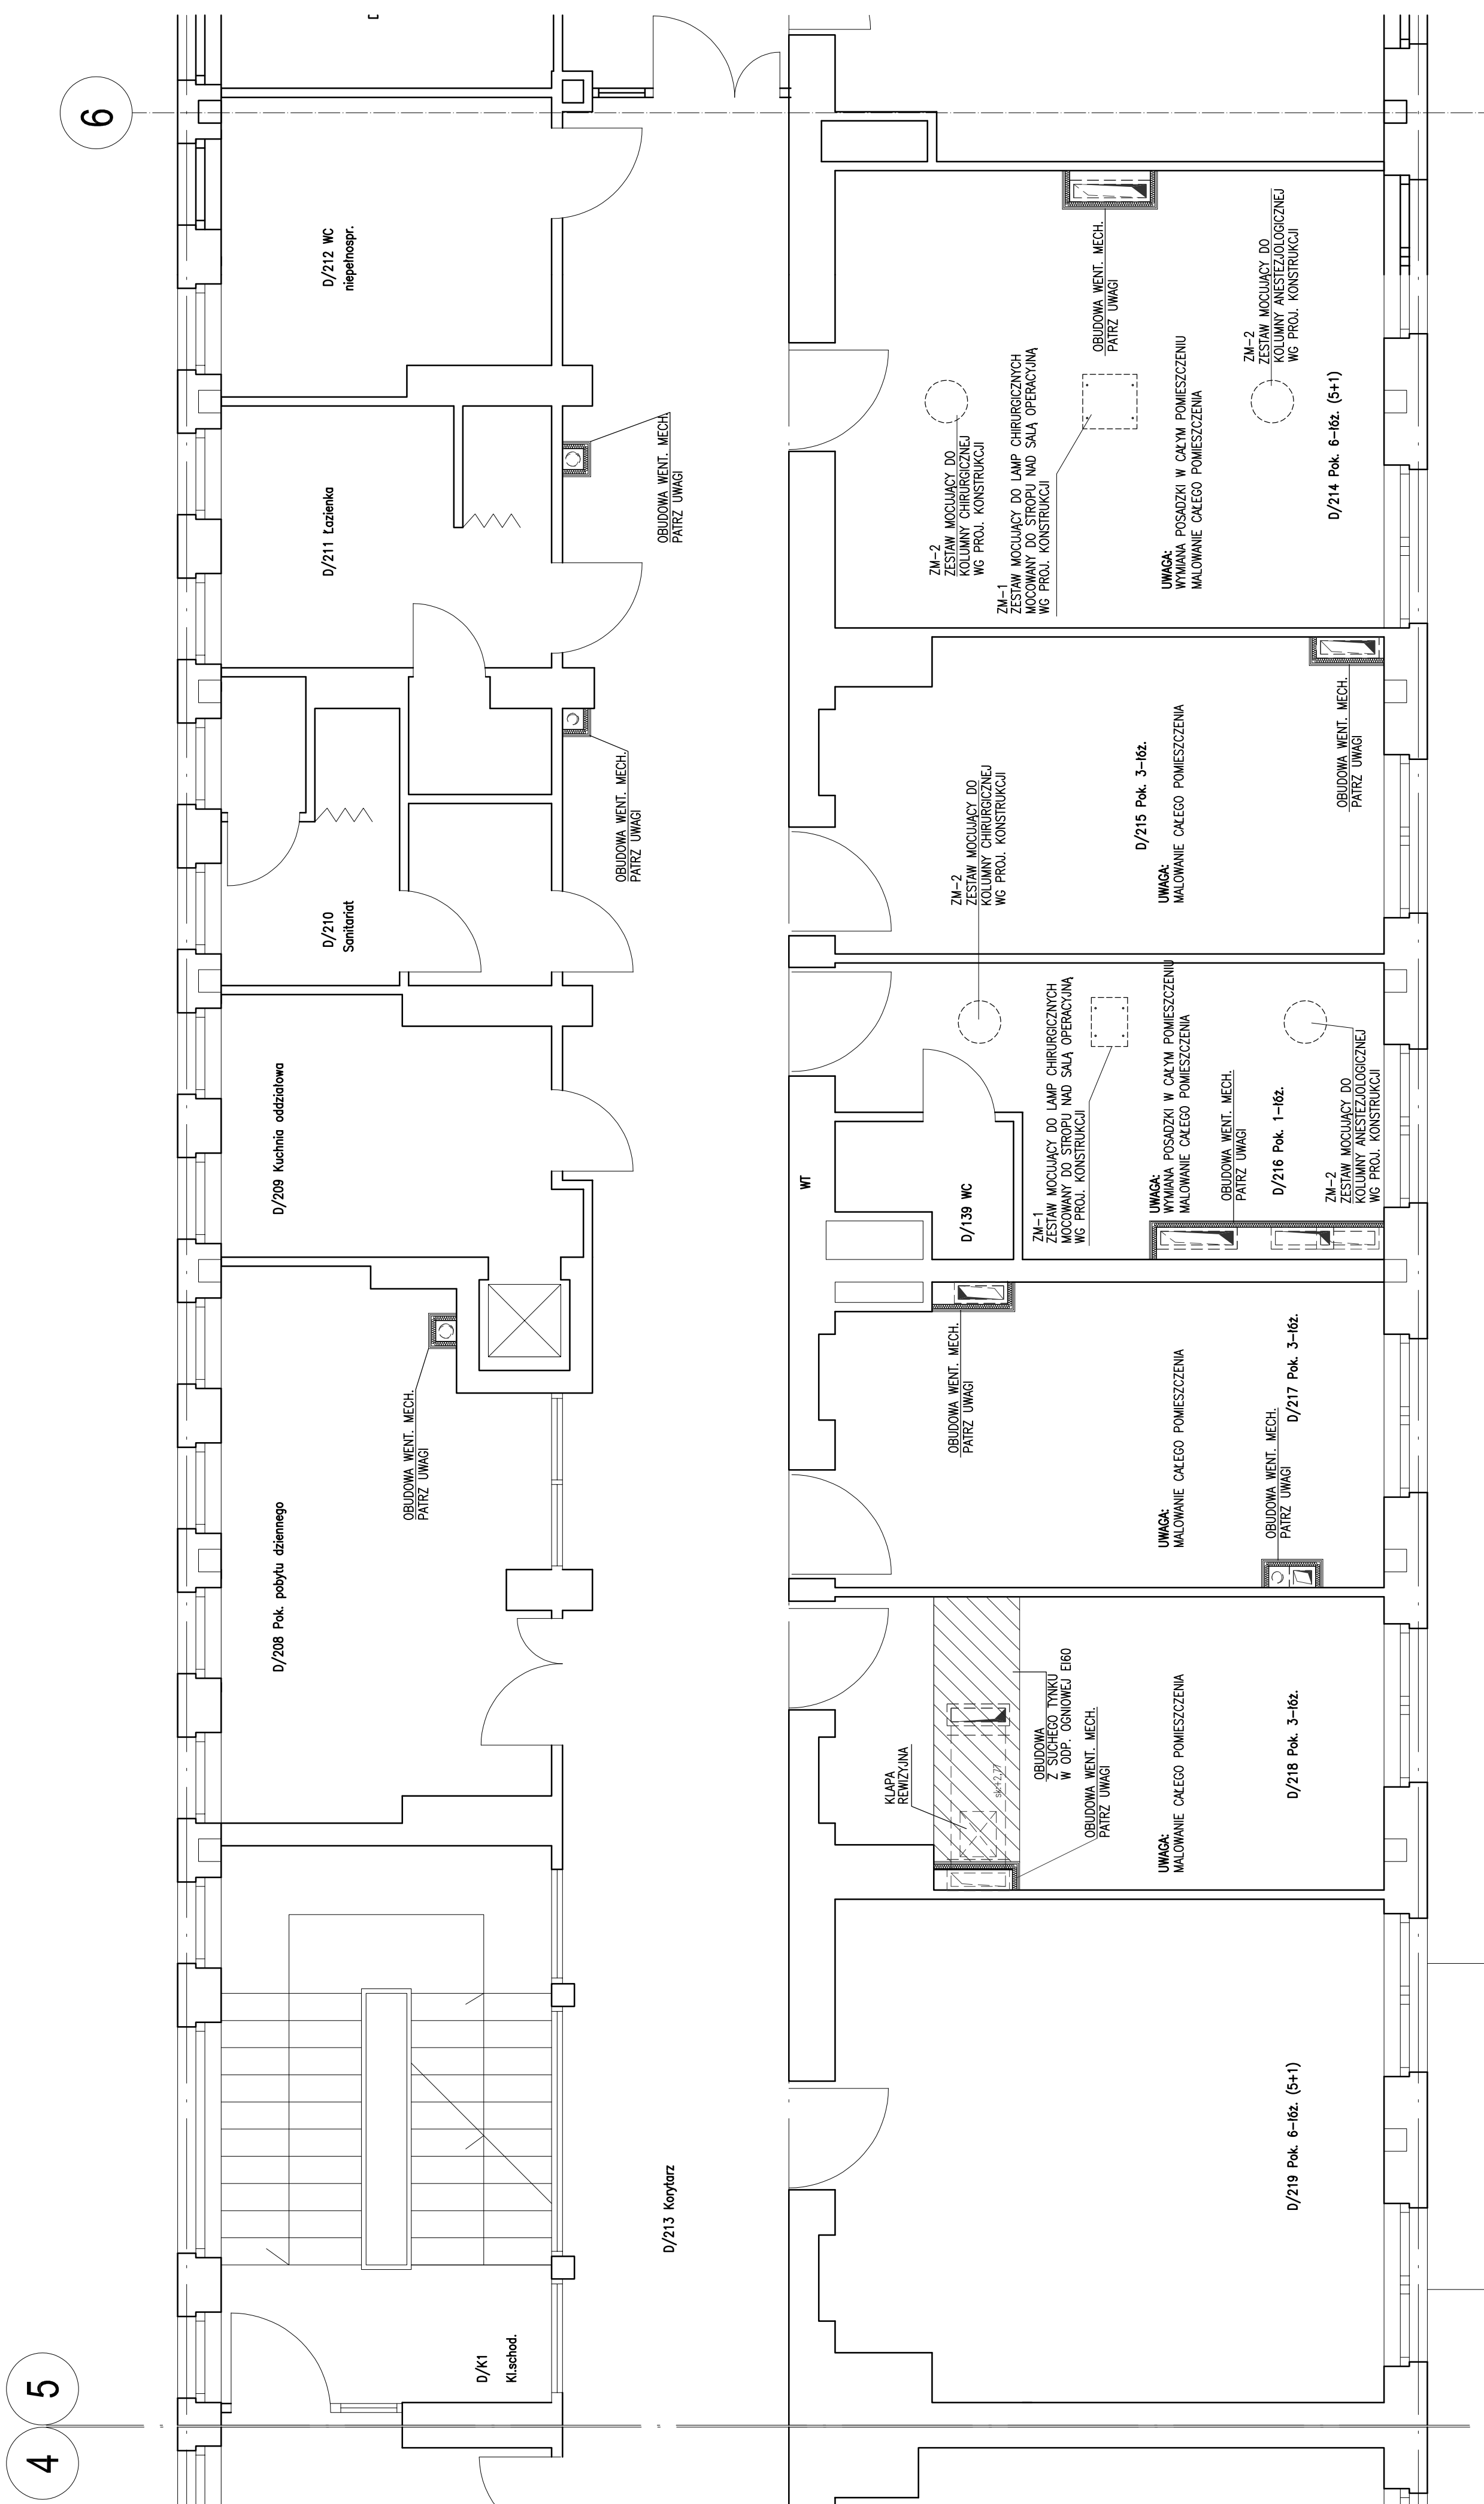 6
5
4
D/212 WC
niepełnospr.
D/211 Łazienka
D/210
Sanitariat
D/209 Kuchnia oddziałowa
D/208 Pok. pobytu dziennego
D/K1
Kl.schod.
D/213 Korytarz
OBUDOWA WENT. MECH.
PATRZ UWAGI
OBUDOWA WENT. MECH.
PATRZ UWAGI
OBUDOWA WENT. MECH.
PATRZ UWAGI
OBUDOWA WENT. MECH.
PATRZ UWAGI
ZM-2
ZESTAW MOCUJĄCY DO
KOLUMNY ANESTEZJOLOGICZNEJ
WG PROJ. KONSTRUKCJI
ZM-2
ZESTAW MOCUJĄCY DO
KOLUMNY CHIRURGICZNEJ
WG PROJ. KONSTRUKCJI
ZM-1
ZESTAW MOCUJĄCY DO LAMP CHIRURGICZNYCH
MOCOWANY DO STROPU NAD SALĄ OPERACYJNĄ
WG PROJ. KONSTRUKCJI
UWAGA:
WYMIANA POSADZKI W CAŁYM POMIESZCZENIU
MALOWANIE CAŁEGO POMIESZCZENIA
D/214 Pok. 6-łóż. (5+1)
D/215 Pok. 3-łóż.
UWAGA:
MALOWANIE CAŁEGO POMIESZCZENIA
OBUDOWA WENT. MECH.
PATRZ UWAGI
ZM-2
ZESTAW MOCUJĄCY DO
KOLUMNY CHIRURGICZNEJ
WG PROJ. KONSTRUKCJI
WT
D/139 WC
ZM-1
ZESTAW MOCUJĄCY DO LAMP CHIRURGICZNYCH
MOCOWANY DO STROPU NAD SALĄ OPERACYJNĄ
WG PROJ. KONSTRUKCJI
UWAGA:
WYMIANA POSADZKI W CAŁYM POMIESZCZENIU
MALOWANIE CAŁEGO POMIESZCZENIA
OBUDOWA WENT. MECH.
PATRZ UWAGI
D/216 Pok. 1-łóż.
ZM-2
ZESTAW MOCUJĄCY DO
KOLUMNY ANESTEZJOLOGICZNEJ
WG PROJ. KONSTRUKCJI
OBUDOWA WENT. MECH.
PATRZ UWAGI
UWAGA:
MALOWANIE CAŁEGO POMIESZCZENIA
D/217 Pok. 3-łóż.
OBUDOWA WENT. MECH.
PATRZ UWAGI
KLAPA
REWIZYJNA
sk.+2,77
OBUDOWA
Z SUCHEGO TYNKU
W ODP. OGNIOWEJ EI60
OBUDOWA WENT. MECH.
PATRZ UWAGI
UWAGA:
MALOWANIE CAŁEGO POMIESZCZENIA
D/218 Pok. 3-łóż.
D/219 Pok. 6-łóż. (5+1)